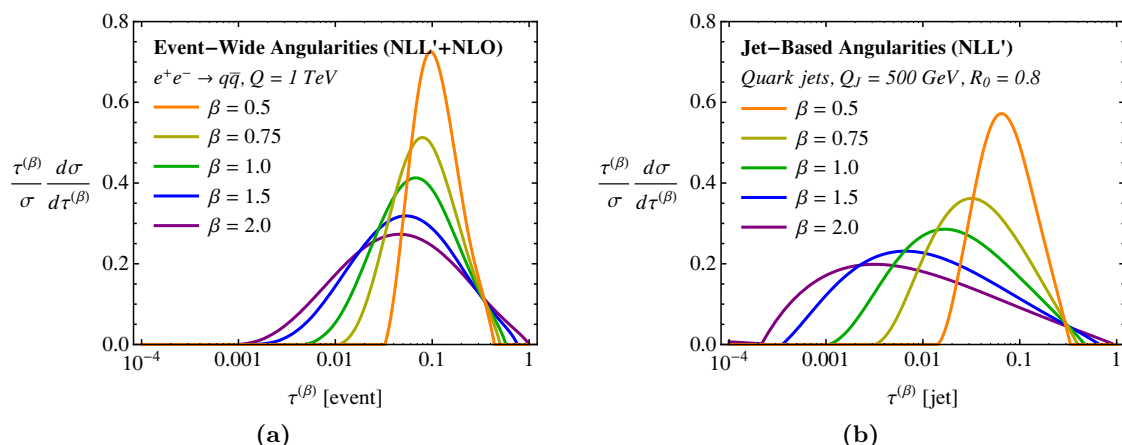 Event−Wide Angularities (NLL'+NLO)
e⁺e⁻ → qq̅, Q = 1 TeV
β = 0.5
β = 0.75
β = 1.0
β = 1.5
β = 2.0
τ^(β)/σ dσ/dτ^(β)
0.8
0.6
0.4
0.2
0.0
10⁻⁴ 0.001 0.01 0.1 1
τ^(β) [event]
(a)
Jet−Based Angularities (NLL')
Quark jets, Q_J = 500 GeV, R₀ = 0.8
β = 0.5
β = 0.75
β = 1.0
β = 1.5
β = 2.0
τ^(β)/σ dσ/dτ^(β)
0.8
0.6
0.4
0.2
0.0
10⁻⁴ 0.001 0.01 0.1 1
τ^(β) [jet]
(b)